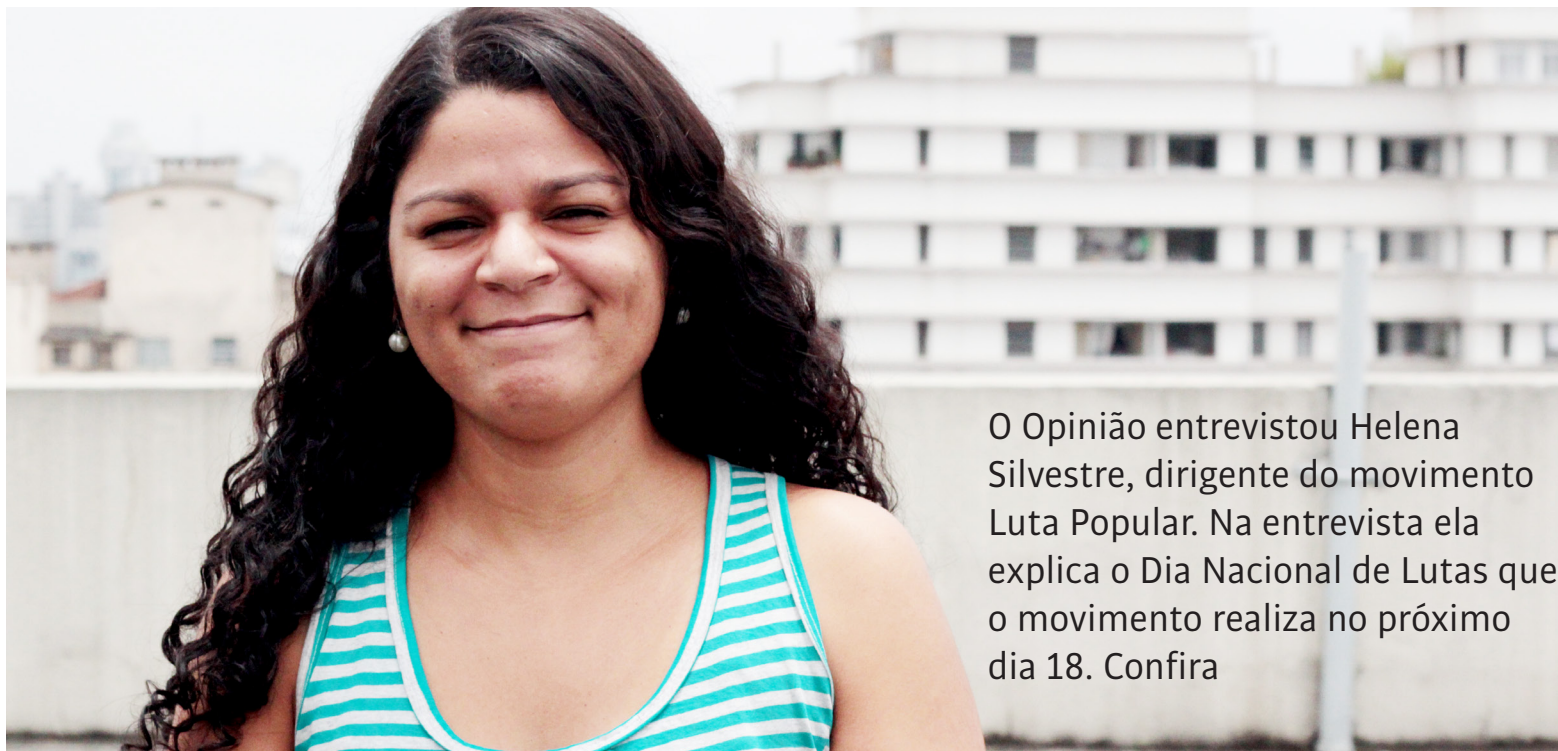 O Opinião entrevistou Helena
Silvestre, dirigente do movimento
Luta Popular. Na entrevista ela
explica o Dia Nacional de Lutas que
o movimento realiza no próximo
dia 18. Confira